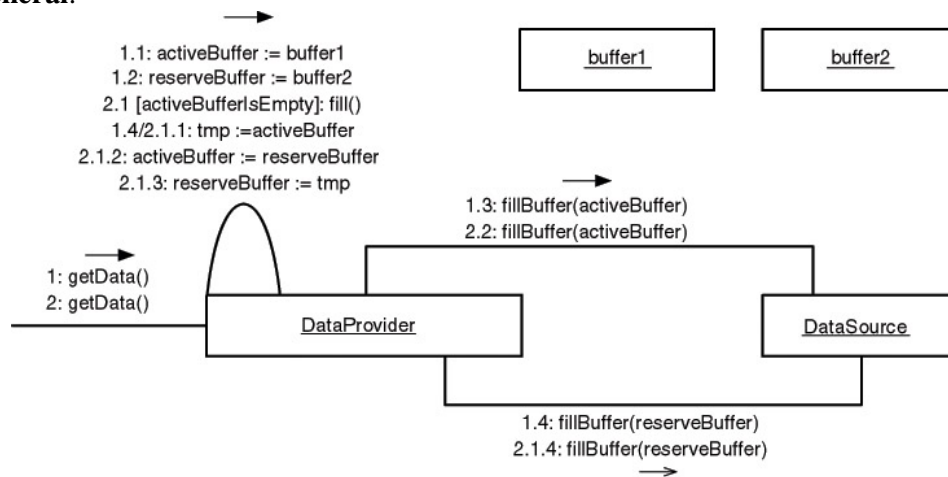 1.1: activeBuffer := buffer1
1.2: reserveBuffer := buffer2
2.1 [activeBufferIsEmpty]: fill()
1.4/2.1.1: tmp :=activeBuffer
2.1.2: activeBuffer := reserveBuffer
2.1.3: reserveBuffer := tmp
buffer1
buffer2
1.3: fillBuffer(activeBuffer)
2.2: fillBuffer(activeBuffer)
1: getData()
2: getData()
DataProvider
DataSource
1.4: fillBuffer(reserveBuffer)
2.1.4: fillBuffer(reserveBuffer)